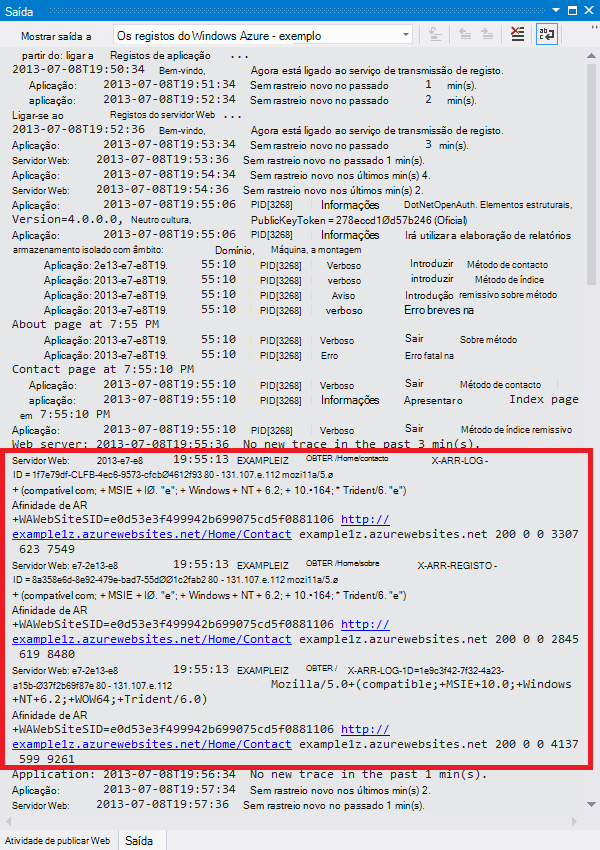 Saída
Mostrar saída a Os registos do Windows Azure - exemplo
partir do: ligar a Registos de aplicação ...
2013-07-08T19:50:34 Bem-vindo, Agora está ligado ao serviço de transmissão de registo.
Aplicação: 2013-07-08T19:51:34 Sem rastreio novo no passado 1 min(s).
aplicação: 2013-07-08T19:52:34 Sem rastreio novo no passado 2 min(s).
Ligar-se ao Registos do servidor Web ...
2013-07-08T19:52:36 Bem-vindo, Agora está ligado ao serviço de transmissão de registo.
Aplicação: 2013-07-08T19:53:34 Sem rastreio novo no passado 3 min(s).
Servidor Web: 2013-07-08T19:53:36 Sem rastreio novo no passado 1 min(s).
Aplicação: 2013-07-08T19:54:34 Sem rastreio novo nos últimos min(s) 4.
Servidor Web: 2013-07-08T19:54:36 Sem rastreio novo nos últimos min(s) 2.
Aplicação: 2013-07-08T19:55:06 PID[3268] Informações DotNetOpenAuth. Elementos estruturais,
Version=4.0.0.0, Neutro cultura, PublicKeyToken = 278eccd1Ød57b246 (Oficial)
Aplicação: 2013-07-08T19:55:06 PID[3268] Informações Irá utilizar a elaboração de relatórios
armazenamento isolado com âmbito: Domínio, Máquina, a montagem
Aplicação: 2e13-e7-e8T19. 55:10 PID[3268] Verboso Introduzir Método de contacto
Aplicação: 2013-e7-e8T19. 55:10 PID[3268] verboso introduzir Método de índice
Aplicação: 2013-e7-e8T19. 55:10 PID[3268] Aviso Introdução remissivo sobre método
Aplicação: 2013-e7-e8T19. 55:10 PID[3268] verboso Erro breves na
About page at 7:55 PM
Aplicação: 2013-e7-e8T19. 55:10 PID[3268] Verboso Sair Sobre método
Aplicação: 2013-e7-e8T19. 55:10 PID[3268] Erro Erro fatal na
Contact page at 7:55:10 PM
Aplicação: 2013-07-08T19:55:10 PID[3268] Verboso Sair Método de contacto
aplicação: 2013-07-08T19:55:10 PID[3268] Informações Apresentar o Index page
em 7:55:10 PM
Aplicação: 2013-07-08T19:55:10 PID[3268] Verboso Sair Método de índice remissivo
Web server: 2013-07-08T19:55:36 No new trace in the past 3 min(s).
Servidor Web: 2013-e7-e8 19:55:13 EXAMPLEIZ OBTER /Home/contacto X-ARR-LOG -
ID = 1f7e79df-CLFB-4ec6-9573-cfcbØ4612f93 80 - 131.107.e.112 mozi11a/5.ø
+ (compatível com; + MSIE + IØ. "e"; + Windows + NT + 6.2; + 10.•164; * Trident/6. "e")
Afinidade de AR
+WAWebSiteSID=e0d53e3f499942b699075cd5f0881106 http://
example1z.azurewebsites.net/Home/Contact example1z.azurewebsites.net 200 0 0 3307
623 7549
Servidor Web: e7-2e13-e8 19:55:13 EXAMPLEIZ OBTER /Home/sobre X-ARR-REGISTO -
ID = 8a358e6d-8e92-479e-bad7-55dØØ1c2fab2 80 - 131.107.e.112 mozi11a/5.ø
+ (compatível com; + MSIE + IØ. "e"; + Windows + NT + 6.2; + 10.•164; * Trident/6. "e")
Afinidade de AR
+WAWebSiteSID=e0d53e3f499942b699075cd5f0881106 http://
example1z.azurewebsites.net/Home/Contact example1z.azurewebsites.net 200 0 0 2845
619 8480
Servidor Web: e7-2e13-e8 19:55:13 EXAMPLEIZ OBTER / X-ARR-LOG-1D=1e9c3f42-7f32-4a23-
a15b-Ø37f2b69f87e 80 - 131.107.e.112 Mozilla/5.0+(compatible;+MSIE+10.0;+Windows
+NT+6.2;+WOW64;+Trident/6.0)
Afinidade de AR
+WAWebSiteSID=e0d53e3f499942b699075cd5f0881106 http://
example1z.azurewebsites.net/Home/Contact example1z.azurewebsites.net 200 0 0 4137
599 9261
Application: 2013-07-08T19:56:34 No new trace in the past 1 min(s).
Aplicação: 2013-07-08T19:57:34 Sem rastreio novo nos últimos min(s) 2.
Servidor Web: 2013-07-08T19:57:36 Sem rastreio novo no passado 1 min(s).
Atividade de publicar Web Saída